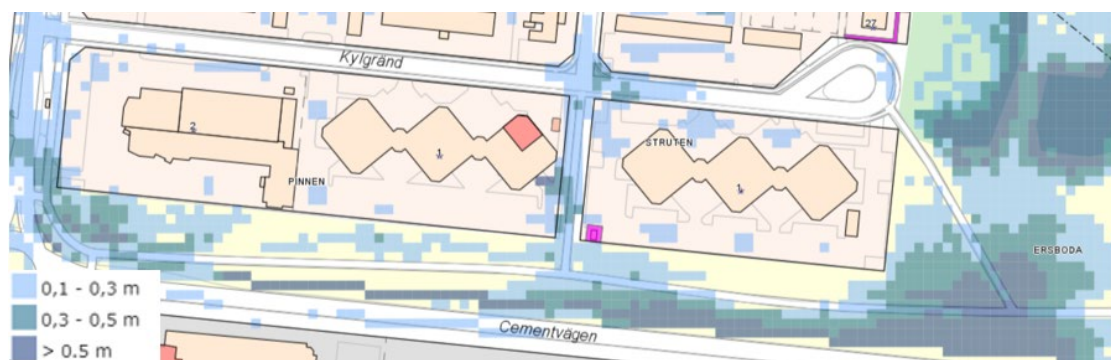 27
Kylgränd
2
1
STRUTEN
PINNEN
1
ERSBODA
0,1 - 0,3 m
0,3 - 0,5 m
> 0.5 m
Cementvägen